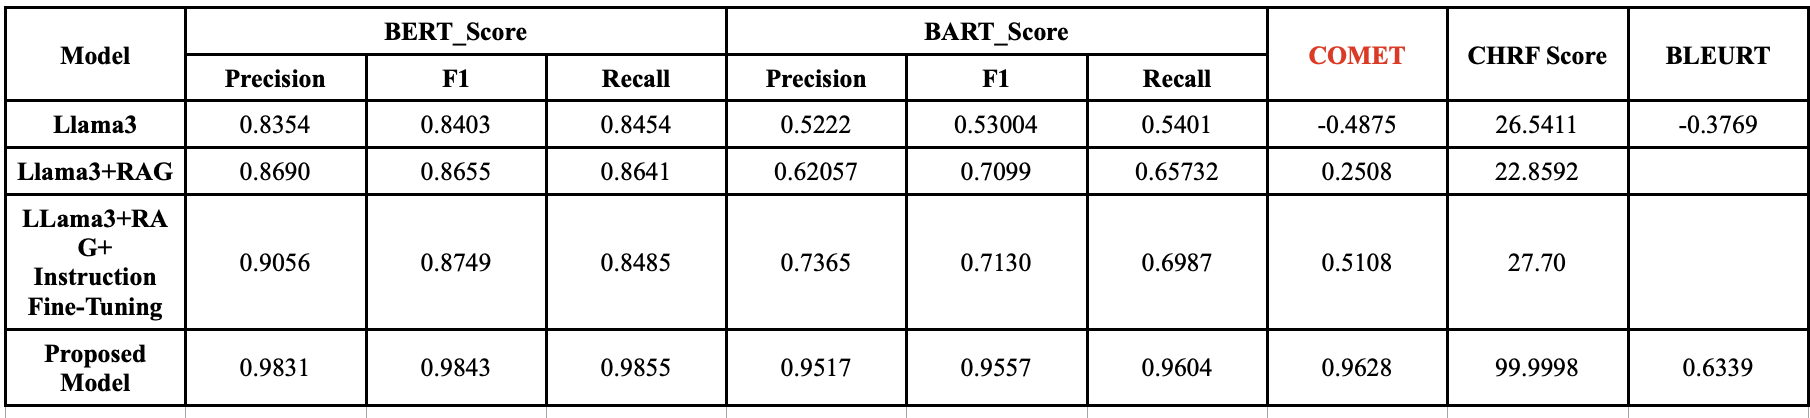 Model BERT_Score BART_Score COMET CHRF Score BLEURT
Precision F1 Recall Precision F1 Recall
Llama3 0.8354 0.8403 0.8454 0.5222 0.53004 0.5401 -0.4875 26.5411 -0.3769
Llama3+RAG 0.8690 0.8655 0.8641 0.62057 0.7099 0.65732 0.2508 22.8592
LLama3+RA
G+
Instruction
Fine-Tuning
0.9056 0.8749 0.8485 0.7365 0.7130 0.6987 0.5108 27.70
Proposed
Model
0.9831 0.9843 0.9855 0.9517 0.9557 0.9604 0.9628 99.9998 0.6339